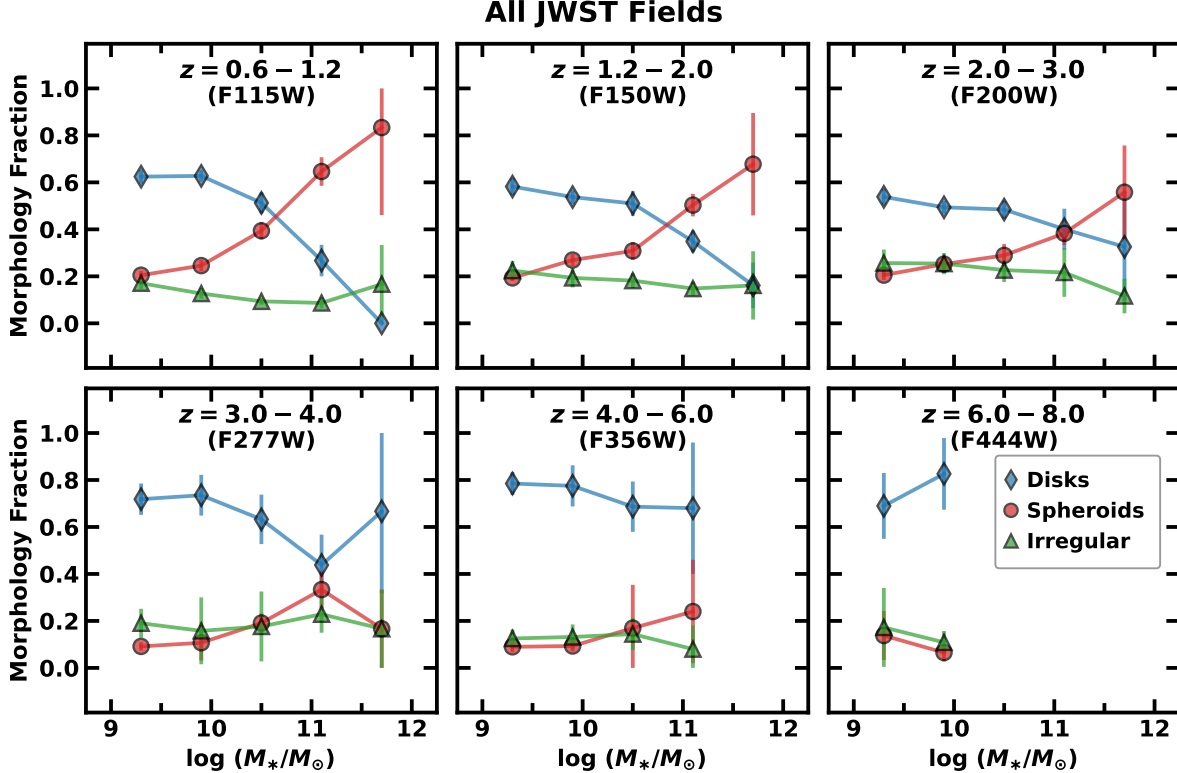 All JWST Fields
z = 0.6 − 1.2
(F115W)
z = 1.2 − 2.0
(F150W)
z = 2.0 − 3.0
(F200W)
Morphology Fraction
1.0
0.8
0.6
0.4
0.2
0.0
z = 3.0 − 4.0
(F277W)
z = 4.0 − 6.0
(F356W)
z = 6.0 − 8.0
(F444W)
Disks
Spheroids
Irregular
Morphology Fraction
1.0
0.8
0.6
0.4
0.2
0.0
9 10 11 12
9 10 11 12
9 10 11 12
log (M∗/M⊙)
log (M∗/M⊙)
log (M∗/M⊙)